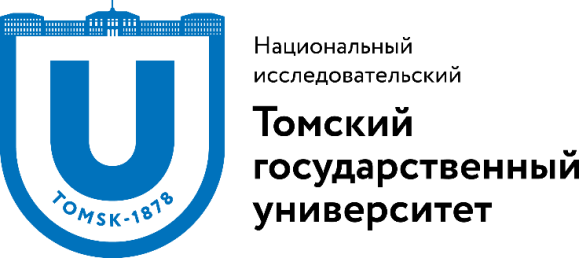 U
TOMSK-1878
Национальный
исследовательский
Томский
государственный
университет